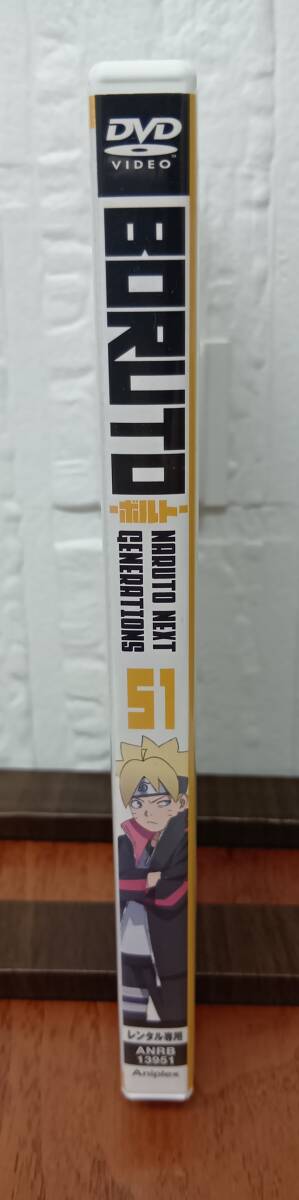 DVD
VIDEO
BORUTO
-ボルト-
NARUTO NEXT
GENERATIONS
51
レンタル専用
ANRB
13951
Aniplex